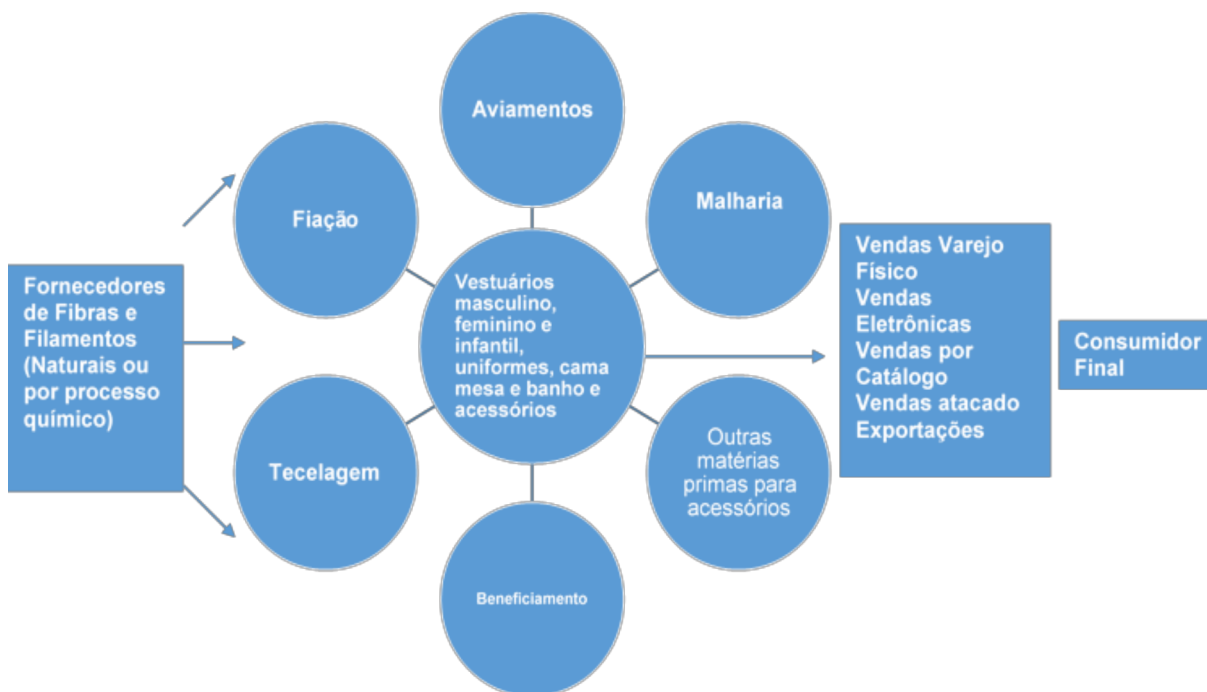 Fornecedores
de Fibras e
Filamentos
(Naturais ou
por processo
químico)
Fiação
Tecelagem
Aviamentos
Vestuários
masculino,
feminino e
infantil,
uniformes, cama
mesa e banho e
acessórios
Beneficiamento
Malharia
Outras
matérias
primas para
acessórios
Vendas Varejo
Físico
Vendas
Eletrônicas
Vendas por
Catálogo
Vendas atacado
Exportações
Consumidor
Final